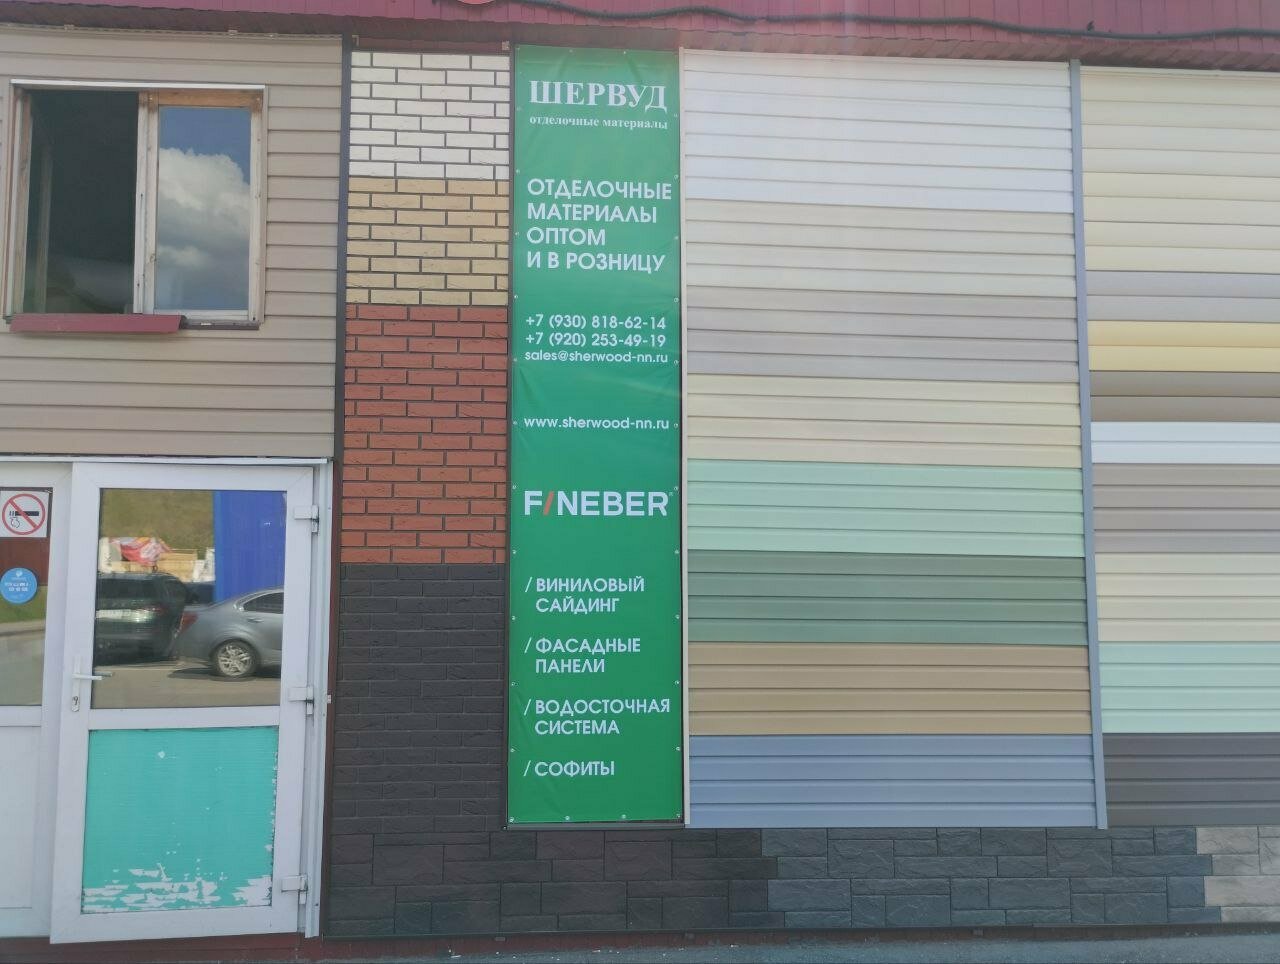 ШЕРВУД
отделочные материалы
ОТДЕЛОЧНЫЕ
МАТЕРИАЛЫ
ОПТОМ
И В РОЗНИЦУ
+7 (930) 818-62-14
+7 (920) 253-49-19
sales@sherwood-nn.ru
www.sherwood-nn.ru
F/NEBER
/ ВИНИЛОВЫЙ
САЙДИНГ
/ ФАСАДНЫЕ
ПАНЕЛИ
/ ВОДОСТОЧНАЯ
СИСТЕМА
/ СОФИТЫ